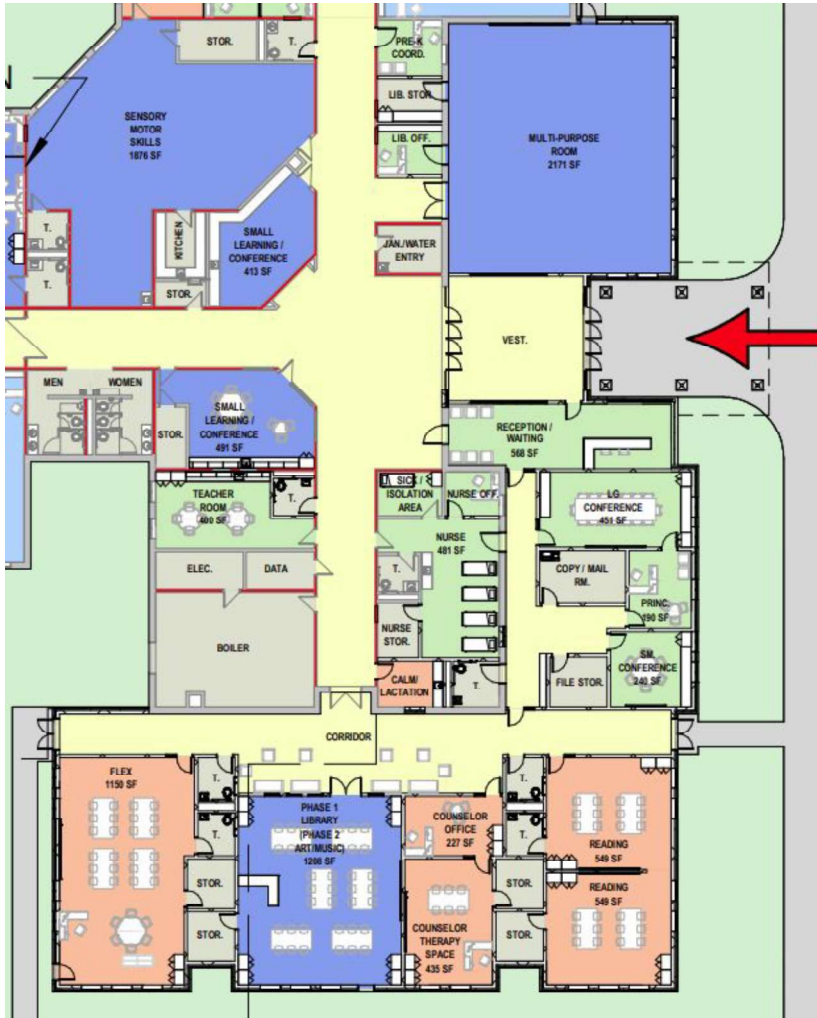 STOR.
T.
PRE-K
COORD.
N
LIB. STOR.
SENSORY
MOTOR
SKILLS
1876 SF
LIB. OFF.
MULTI-PURPOSE
ROOM
2171 SF
T.
KITCHEN
SMALL
LEARNING /
CONFERENCE
413 SF
JAN./WATER
ENTRY
T.
STOR.
VEST.
MEN
WOMEN
SMALL
LEARNING /
CONFERENCE
491 SF
STOR.
RECEPTION /
WAITING
568 SF
TEACHER
ROOM
400 SF
T.
SICK /
ISOLATION
AREA
NURSE OFF.
LG
CONFERENCE
451 SF
NURSE
481 SF
ELEC.
DATA
T.
COPY / MAIL
RM.
PRINC.
190 SF
NURSE
STOR.
BOILER
SM
CONFERENCE
240 SF
CALM/
LACTATION
T.
FILE STOR.
CORRIDOR
FLEX
1150 SF
T.
T.
PHASE 1
LIBRARY
(PHASE 2
ART/MUSIC)
1206 SF
COUNSELOR
OFFICE
227 SF
T.
T.
READING
549 SF
READING
549 SF
STOR.
STOR.
STOR.
STOR.
COUNSELOR
THERAPY
SPACE
435 SF